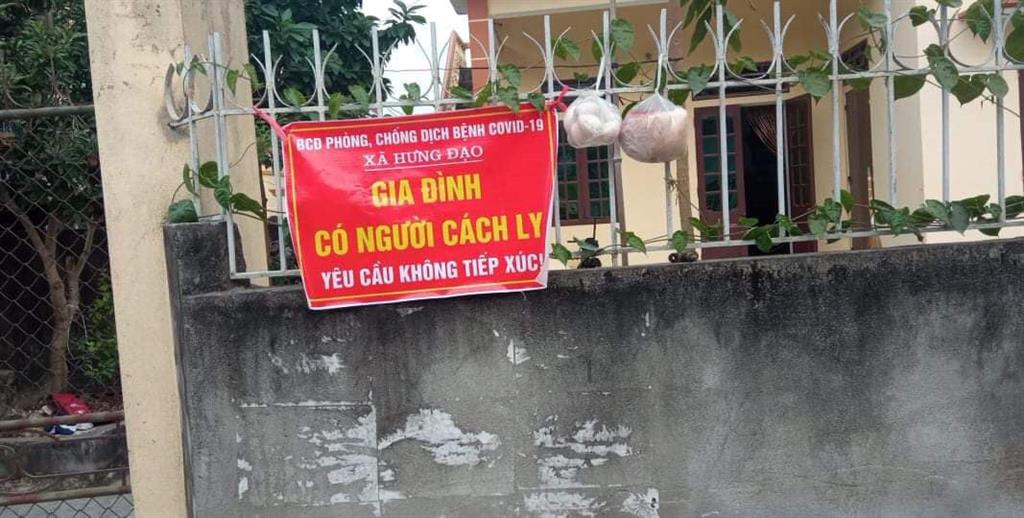 BCĐ PHÒNG, CHỐNG DỊCH BỆNH COVID-19
XÃ HƯNG ĐẠO
GIA ĐÌNH
CÓ NGƯỜI CÁCH LY
YÊU CẦU KHÔNG TIẾP XÚC!